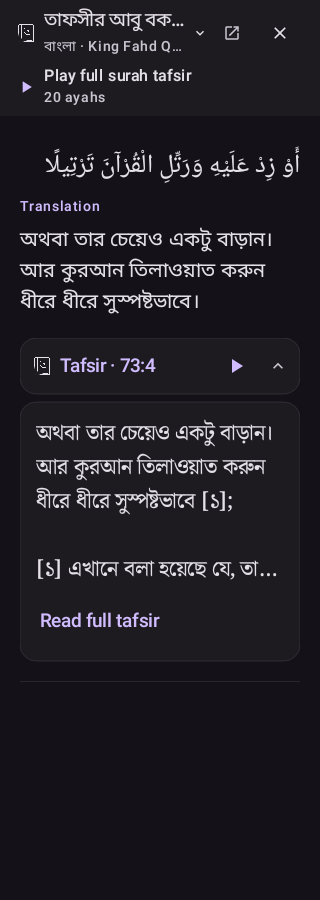 তাফসীর আবু বক…
বাংলা · King Fahd Q…
Play full surah tafsir
20 ayahs
أَوْ زِدْ عَلَيْهِ وَرَتِّلِ الْقُرْآنَ تَرْتِيلًا
Translation
অথবা তার চেয়েও একটু বাড়ান।
আর কুরআন তিলাওয়াত করুন
ধীরে ধীরে সুস্পষ্টভাবে।
Tafsir · 73:4
অথবা তার চেয়েও একটু বাড়ান।
আর কুরআন তিলাওয়াত করুন
ধীরে ধীরে সুস্পষ্টভাবে [১];
[১] এখানে বলা হয়েছে যে, তা…
Read full tafsir